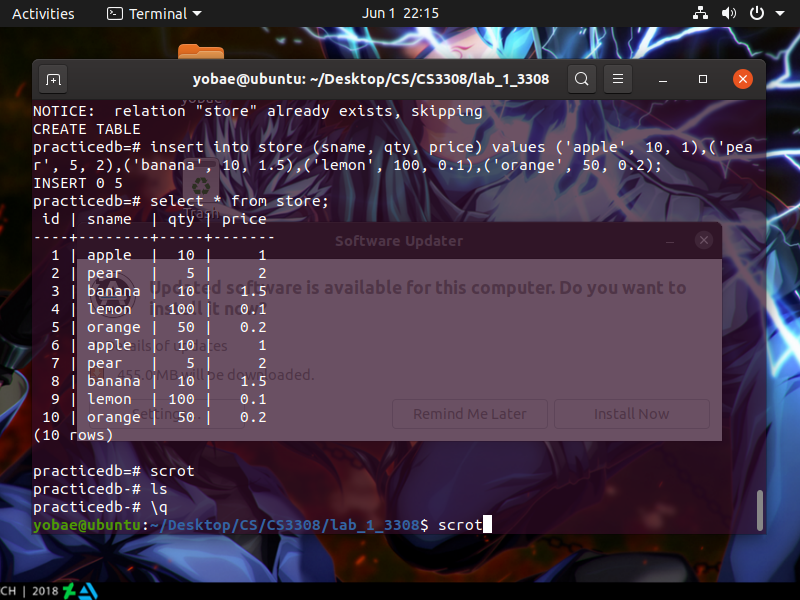 Activities Terminal Jun 1 22:15
yobae@ubuntu: ~/Desktop/CS/CS3308/lab_1_3308
NOTICE:  relation "store" already exists, skipping
CREATE TABLE
practicedb=# insert into store (sname, qty, price) values ('apple', 10, 1),('pea
r', 5, 2),('banana', 10, 1.5),('lemon', 100, 0.1),('orange', 50, 0.2);
INSERT 0 5
practicedb=# select * from store;
 id | sname  | qty | price
----+--------+-----+-------
  1 | apple  |  10 |     1
  2 | pear   |   5 |     2
  3 | banana |  10 |   1.5
  4 | lemon  | 100 |   0.1
  5 | orange |  50 |   0.2
  6 | apple  |  10 |     1
  7 | pear   |   5 |     2
  8 | banana |  10 |   1.5
  9 | lemon  | 100 |   0.1
 10 | orange |  50 |   0.2
(10 rows)
practicedb=# scrot
practicedb-# ls
practicedb-# \q
yobae@ubuntu:~/Desktop/CS/CS3308/lab_1_3308$ scrot
yobae
Trash
Software Updater
Updated software is available for this computer. Do you want to
install it now?
Details of updates
455.0 MB will be downloaded.
Settings... Remind Me Later Install Now
CH | 2018